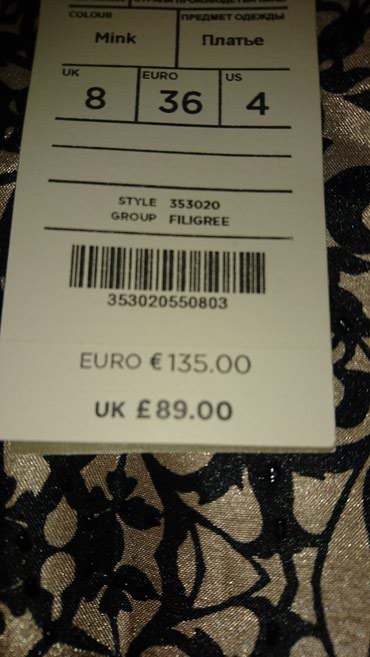 COLOUR ПРЕДМЕТ ОДЕЖДЫ
Mink Платье
UK EURO US
8 36 4
STYLE 353020
GROUP FILIGREE
353020550803
EURO €135.00
UK £89.00